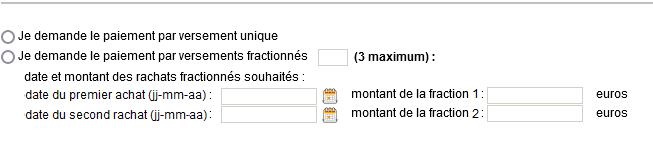 Je demande le paiement par versement unique
Je demande le paiement par versements fractionnés (3 maximum) :
date et montant des rachats fractionnés souhaités :
date du premier achat (jj-mm-aa) : montant de la fraction 1 : euros
date du second rachat (jj-mm-aa) : montant de la fraction 2 : euros